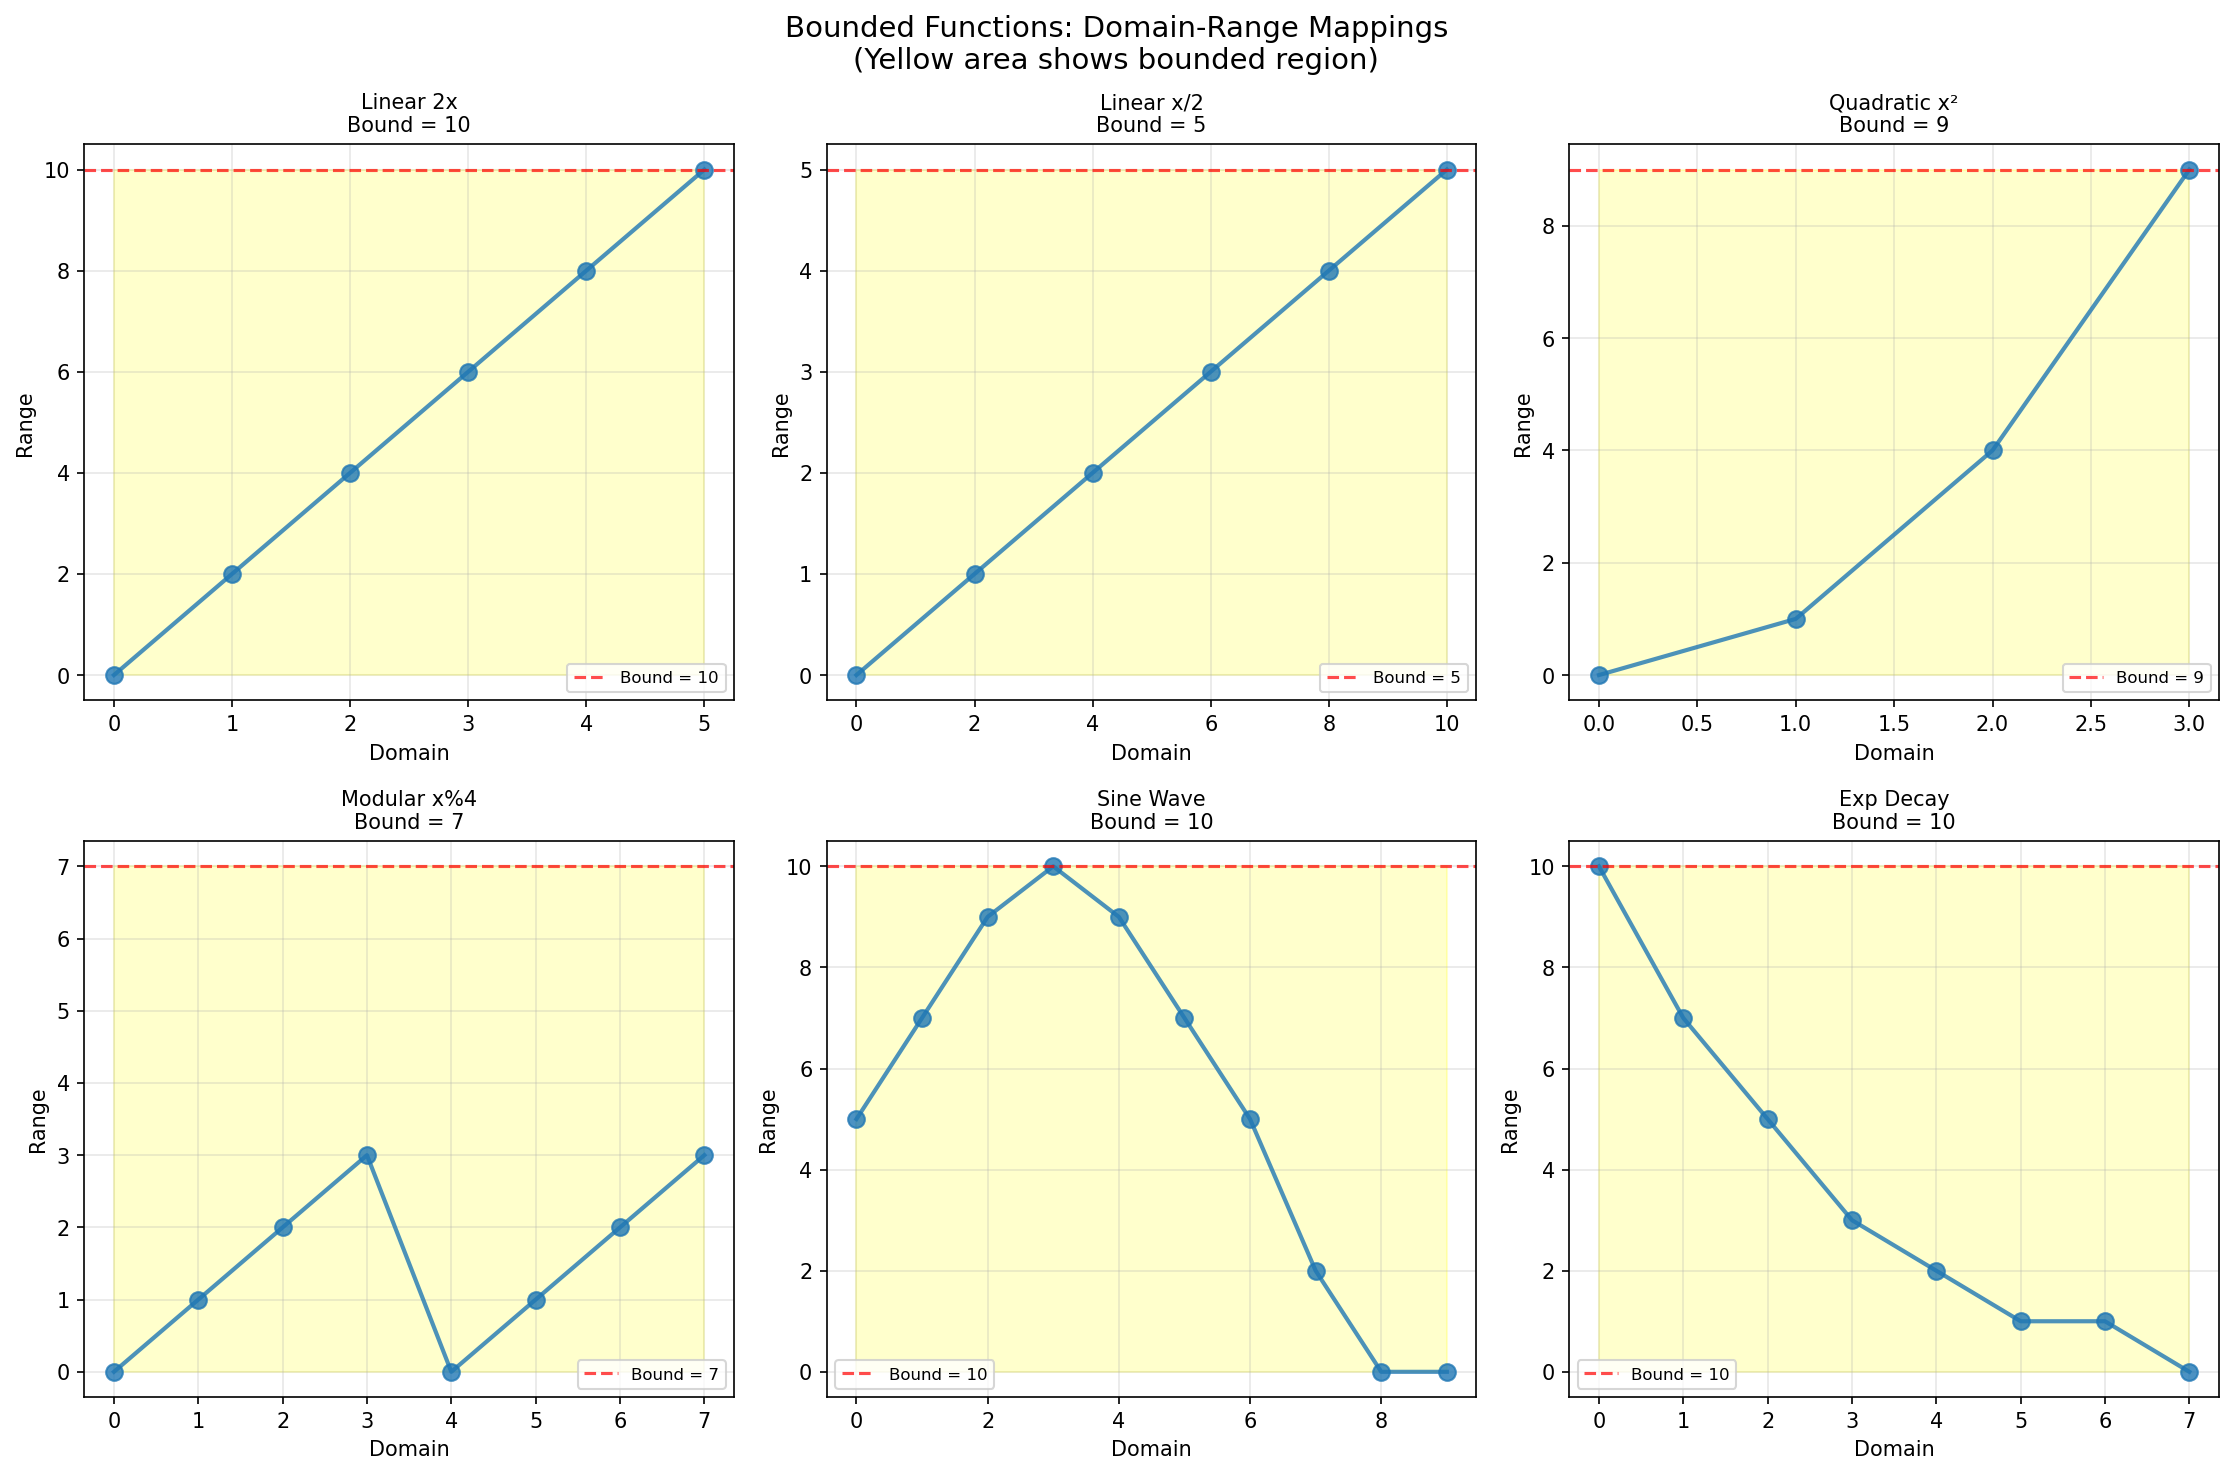 Bounded Functions: Domain-Range Mappings
(Yellow area shows bounded region)
Linear 2x
Bound = 10
10
8
6
4
2
0
Range
Bound = 10
0 1 2 3 4 5
Domain
Linear x/2
Bound = 5
5
4
3
2
1
0
Range
Bound = 5
0 2 4 6 8 10
Domain
Quadratic x²
Bound = 9
8
6
4
2
0
Range
Bound = 9
0.0 0.5 1.0 1.5 2.0 2.5 3.0
Domain
Modular x%4
Bound = 7
7
6
5
4
3
2
1
0
Range
Bound = 7
0 1 2 3 4 5 6 7
Domain
Sine Wave
Bound = 10
10
8
6
4
2
0
Range
Bound = 10
0 2 4 6 8
Domain
Exp Decay
Bound = 10
10
8
6
4
2
0
Range
Bound = 10
0 1 2 3 4 5 6 7
Domain